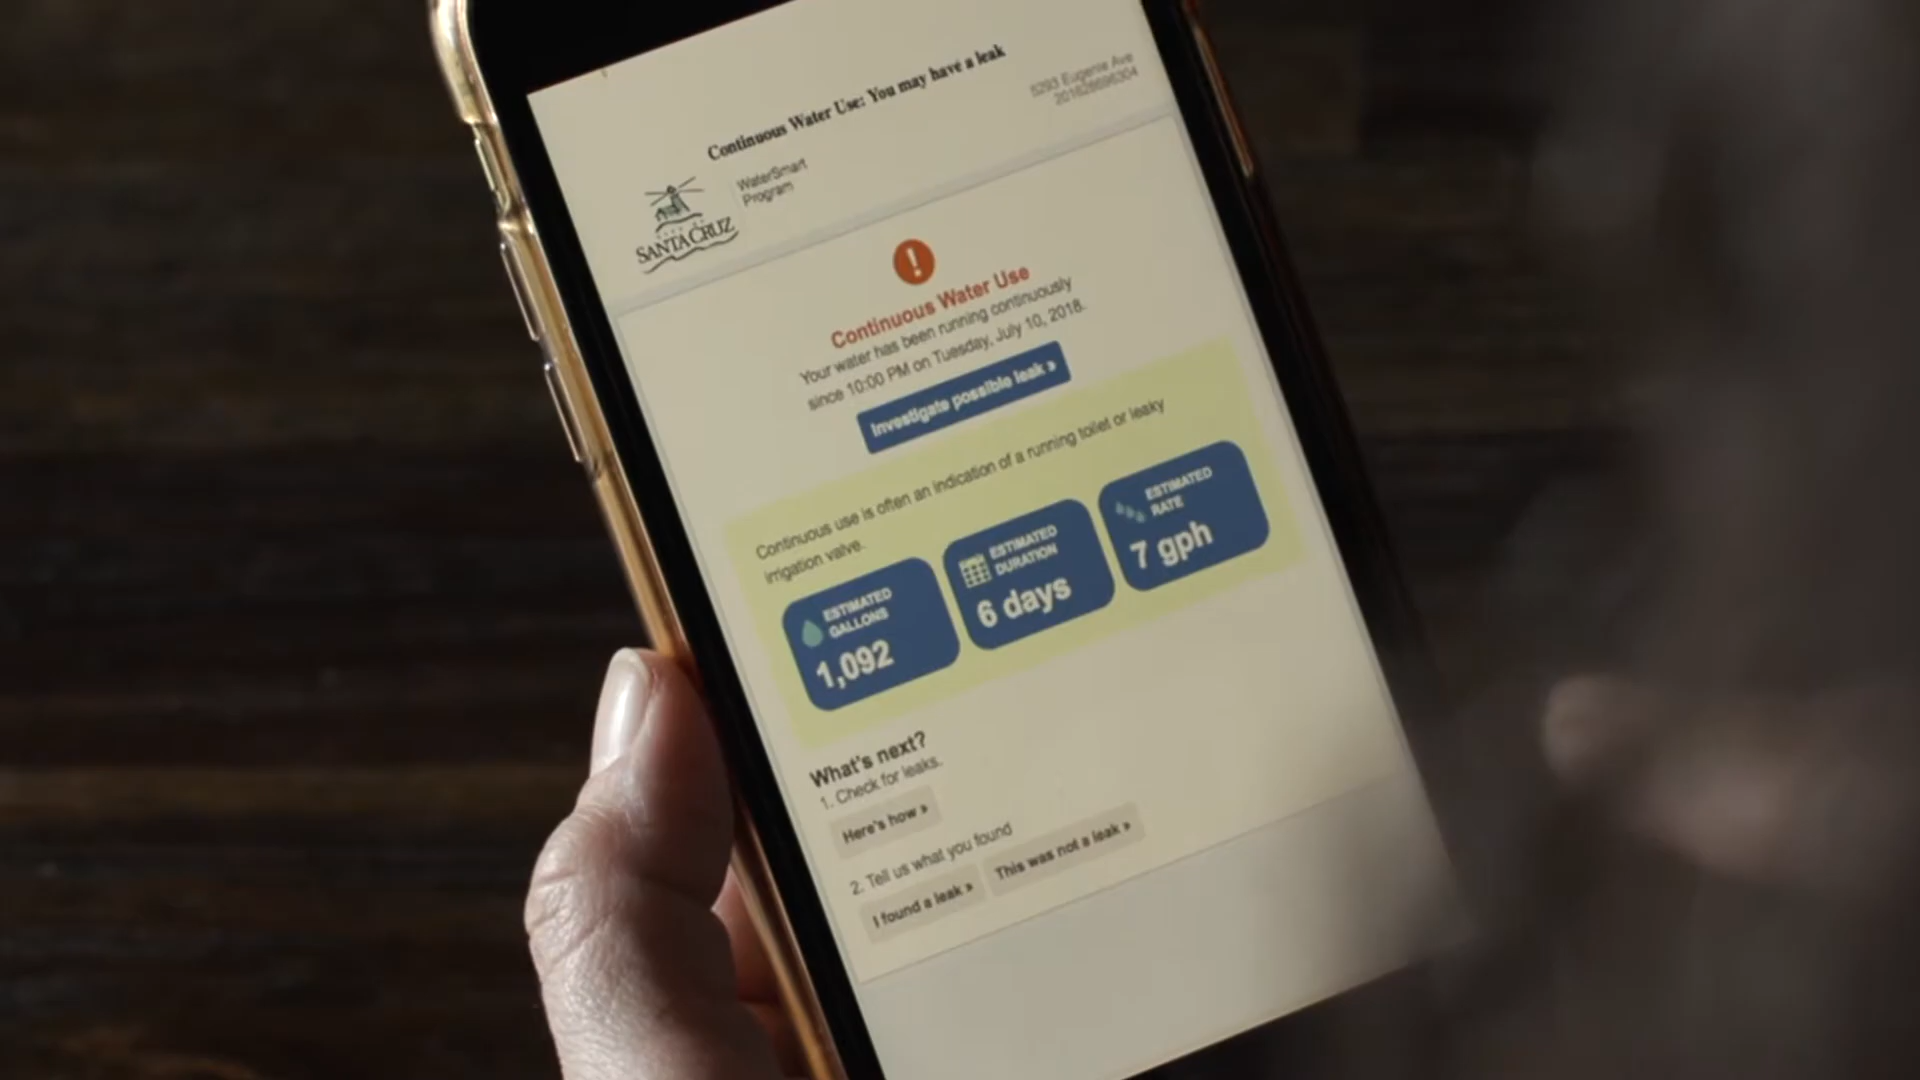 Continuous Water Use: You may have a leak
5293 Eugenie Ave
SANTA CRUZ
WaterSmart
Program
!
Continuous Water Use
Your water has been running continuously
since 10:00 PM on Tuesday, July 10, 2018.
Investigate possible leak »
Continuous use is often an indication of a running toilet or leaky
irrigation valve.
ESTIMATED
GALLONS
1,092
ESTIMATED
DURATION
6 days
ESTIMATED
RATE
7 gph
What's next?
1. Check for leaks.
Here's how »
2. Tell us what you found
I found a leak »
This was not a leak »